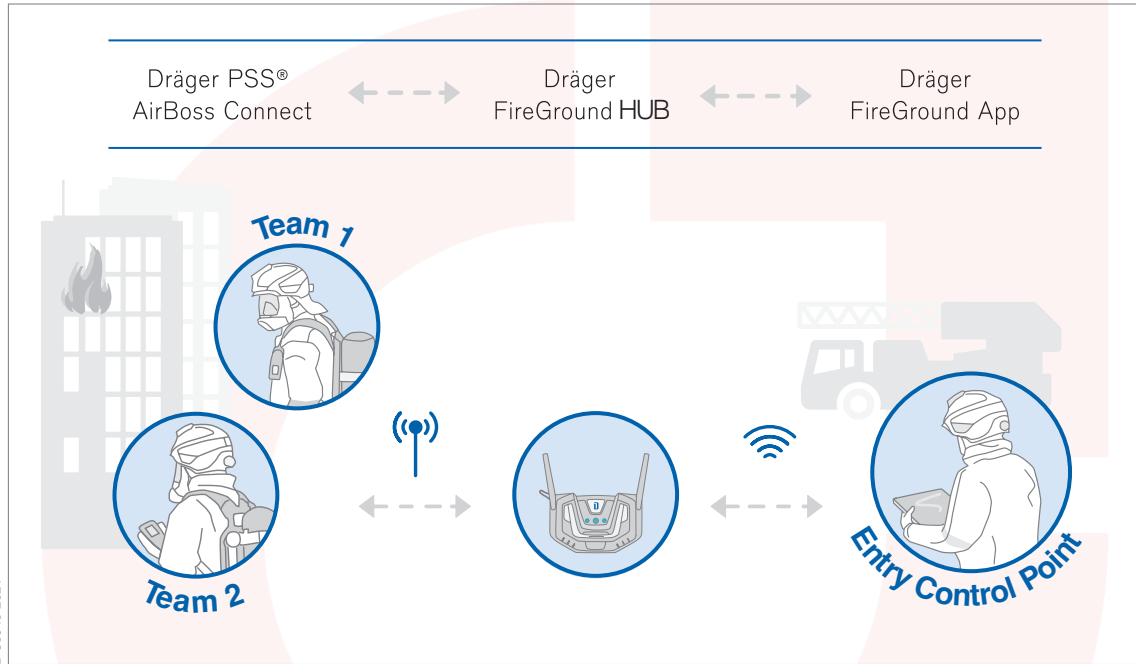 Dräger PSS®
AirBoss Connect
Dräger
FireGround HUB
Dräger
FireGround App
Team 1
Team 2
Entry Control Point